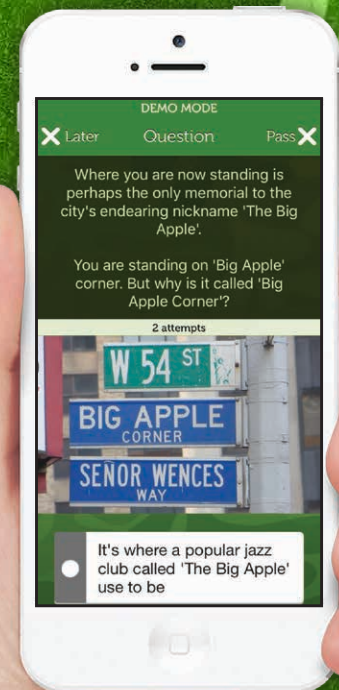 DEMO MODE
Later Question Pass
Where you are now standing is
perhaps the only memorial to the
city's endearing nickname 'The Big
Apple'.
You are standing on 'Big Apple'
corner. But why is it called 'Big
Apple Corner'?
2 attempts
W 54 ST
BIG APPLE
CORNER
SEÑOR WENCES
WAY
It's where a popular jazz
club called 'The Big Apple'
use to be